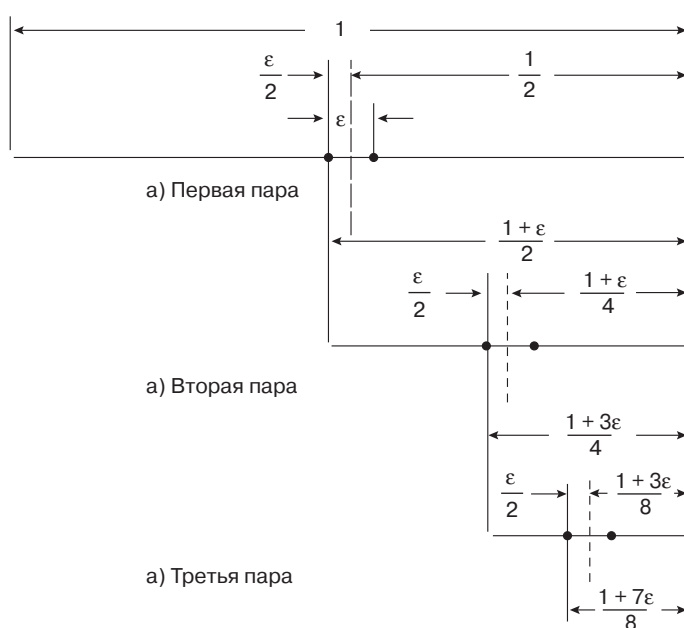 1
ε/2
1/2
ε
а) Первая пара
(1 + ε)/2
ε/2
(1 + ε)/4
а) Вторая пара
(1 + 3ε)/4
ε/2
(1 + 3ε)/8
а) Третья пара
(1 + 7ε)/8